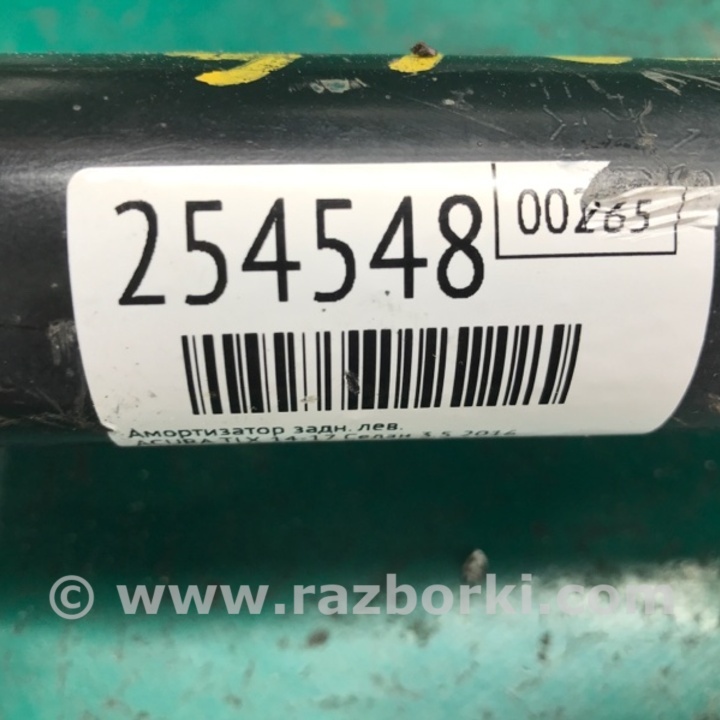 254548
00265
Амортизатор задн. лев.
ACURA TLX 14-17 Седан 3.5 2016
© www.razborki.com